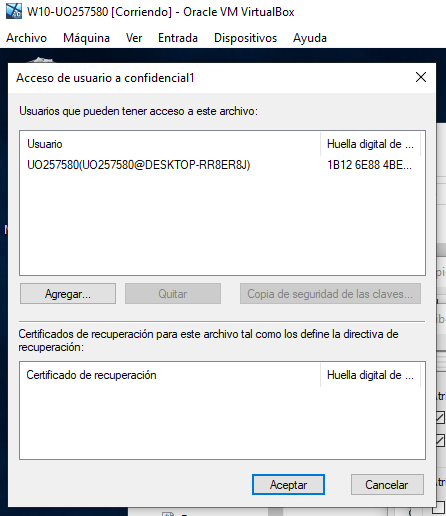 W10-UO257580 [Corriendo] - Oracle VM VirtualBox
Archivo Máquina Ver Entrada Dispositivos Ayuda
Acceso de usuario a confidencial1
Usuarios que pueden tener acceso a este archivo:
Usuario Huella digital de ...
UO257580(UO257580@DESKTOP-RR8ER8J) 1B12 6E88 4BE...
Agregar... Quitar Copia de seguridad de las claves...
Certificados de recuperación para este archivo tal como los define la directiva de
recuperación:
Certificado de recuperación Huella digital de ...
Aceptar Cancelar